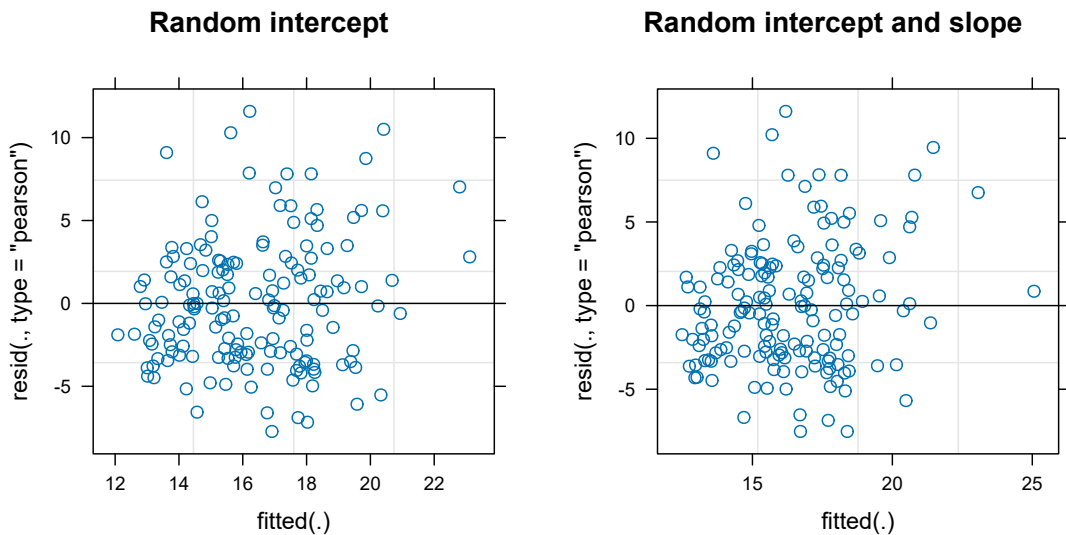 Random intercept
resid(., type = "pearson")
10
5
0
-5
12 14 16 18 20 22
fitted(.)
Random intercept and slope
resid(., type = "pearson")
10
5
0
-5
15 20 25
fitted(.)